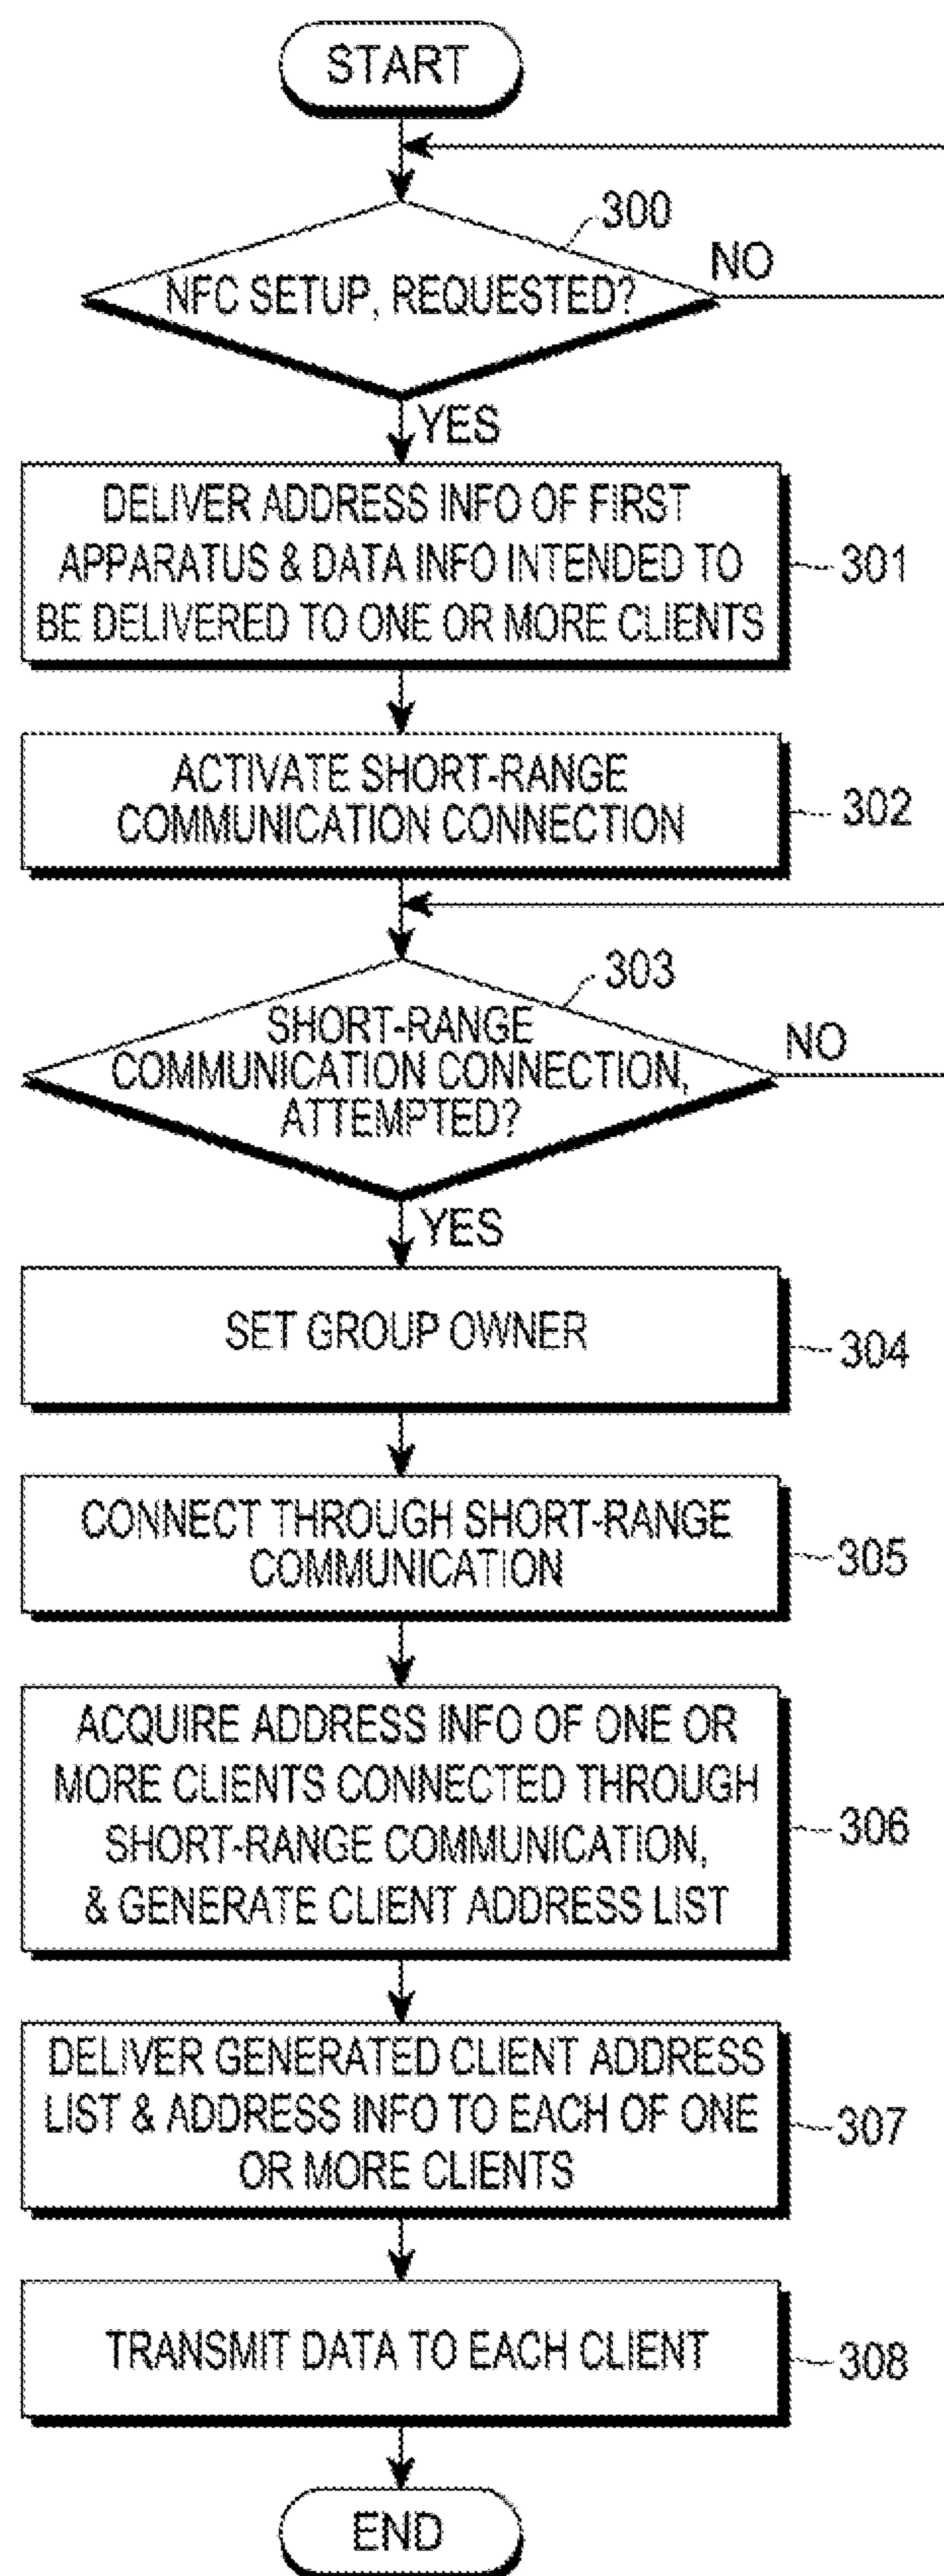 START
300
NFC SETUP, REQUESTED?
NO
YES
DELIVER ADDRESS INFO OF FIRST
APPARATUS & DATA INFO INTENDED TO
BE DELIVERED TO ONE OR MORE CLIENTS
301
ACTIVATE SHORT-RANGE
COMMUNICATION CONNECTION
302
303
SHORT-RANGE
COMMUNICATION CONNECTION,
ATTEMPTED?
NO
YES
SET GROUP OWNER
304
CONNECT THROUGH SHORT-RANGE
COMMUNICATION
305
ACQUIRE ADDRESS INFO OF ONE OR
MORE CLIENTS CONNECTED THROUGH
SHORT-RANGE COMMUNICATION,
& GENERATE CLIENT ADDRESS LIST
306
DELIVER GENERATED CLIENT ADDRESS
LIST & ADDRESS INFO TO EACH OF ONE
OR MORE CLIENTS
307
TRANSMIT DATA TO EACH CLIENT
308
END